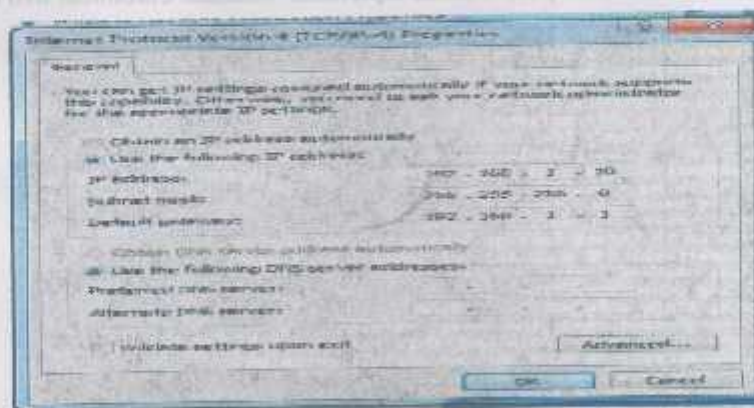 Internet Protocol Version 4 (TCP/IPv4) Properties
General
You can get IP settings assigned automatically if your network supports
this capability. Otherwise, you need to ask your network administrator
for the appropriate IP settings.
Obtain an IP address automatically
Use the following IP address:
IP address:
Subnet mask: 255 . 255 . 255 . 0
Default gateway: 192 . 168 . 1 . 1
Obtain DNS server address automatically
Use the following DNS server addresses:
Preferred DNS server:
Alternate DNS server:
Validate settings upon exit
Advanced...
OK Cancel